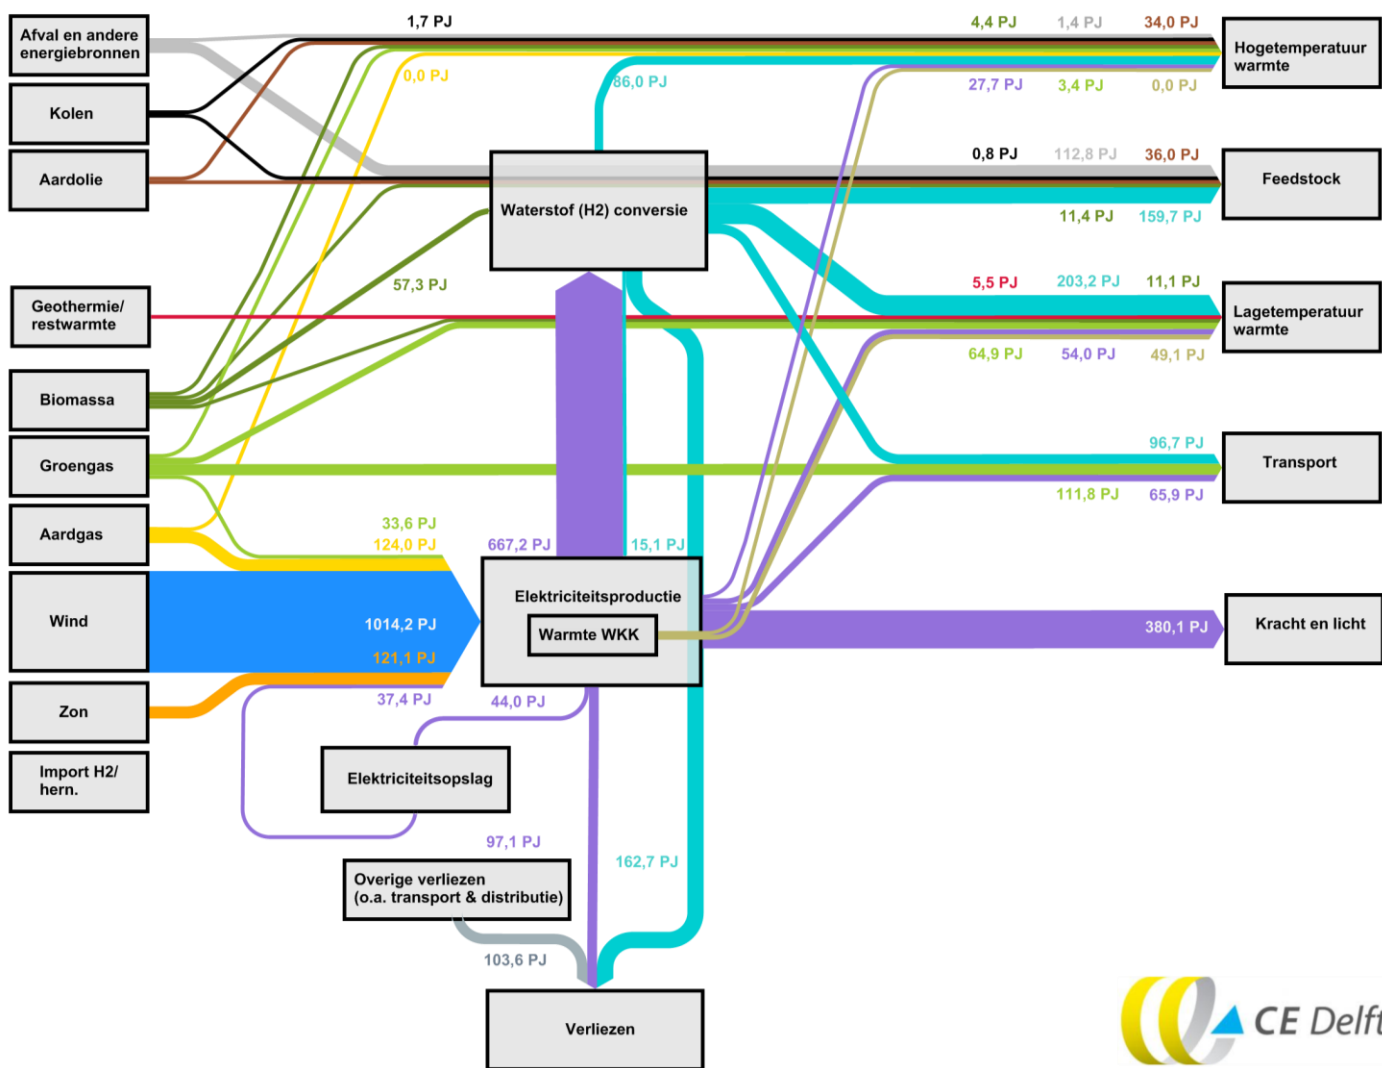 1,7 PJ
4,4 PJ
1,4 PJ
34,0 PJ
Afval en andere
energiebronnen
Hogetemperatuur
warmte
0,0 PJ
86,0 PJ
27,7 PJ
3,4 PJ
0,0 PJ
Kolen
0,8 PJ
112,8 PJ
36,0 PJ
Aardolie
Feedstock
Waterstof (H2) conversie
11,4 PJ
159,7 PJ
57,3 PJ
5,5 PJ
203,2 PJ
11,1 PJ
Geothermie/
restwarmte
Lagetemperatuur
warmte
64,9 PJ
54,0 PJ
49,1 PJ
Biomassa
96,7 PJ
Groengas
Transport
111,8 PJ
65,9 PJ
Aardgas
33,6 PJ
124,0 PJ
667,2 PJ
15,1 PJ
Elektriciteitsproductie
Wind
1014,2 PJ
Warmte WKK
380,1 PJ
Kracht en licht
121,1 PJ
37,4 PJ
44,0 PJ
Zon
Import H2/
hern.
Elektriciteitsopslag
97,1 PJ
162,7 PJ
Overige verliezen
(o.a. transport & distributie)
103,6 PJ
Verliezen
CE Delft